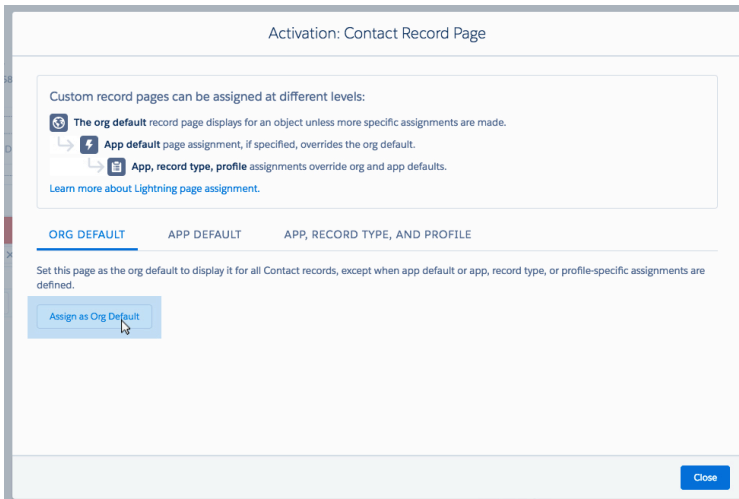 Activation: Contact Record Page
Custom record pages can be assigned at different levels:
The org default record page displays for an object unless more specific assignments are made.
App default page assignment, if specified, overrides the org default.
App, record type, profile assignments override org and app defaults.
Learn more about Lightning page assignment.
ORG DEFAULT APP DEFAULT APP, RECORD TYPE, AND PROFILE
Set this page as the org default to display it for all Contact records, except when app default or app, record type, or profile-specific assignments are
defined.
Assign as Org Default
Close